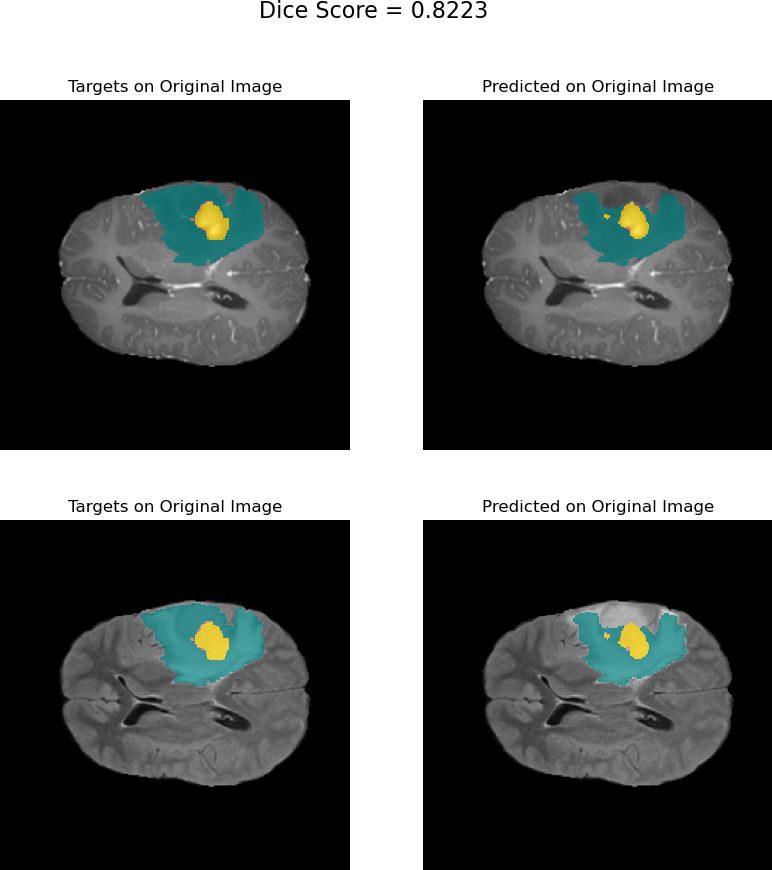 Dice Score = 0.8223
Targets on Original Image
Predicted on Original Image
Targets on Original Image
Predicted on Original Image